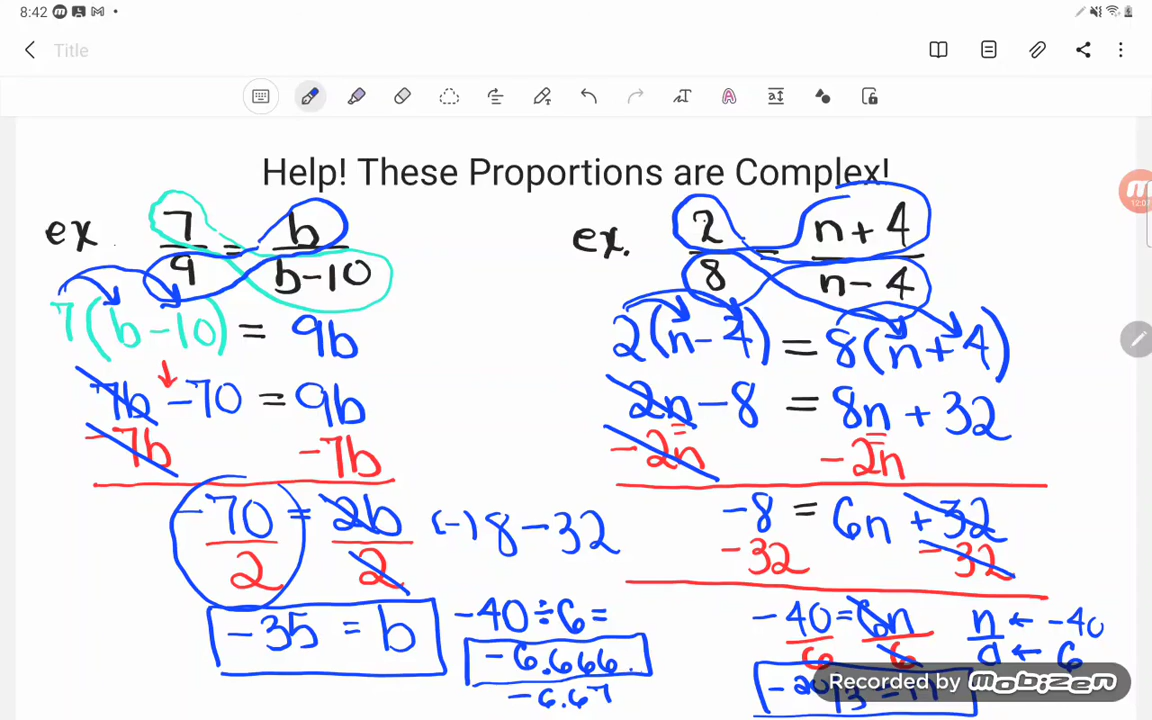 8:42
Title
Help! These Proportions are Complex!
ex. 7/9 = b/(b-10)
7(b-10) = 9b
7b -70 = 9b
-7b -7b
-70/2 = 2b/2
-35 = b
(-)8-32
-40÷6=
-6.666.
-6.67
ex. 2/8 = (n+4)/(n-4)
2(n-4) = 8(n+4)
2n-8 = 8n+32
-2n -2n
-8 = 6n +32
-32 -32
-40/6 = 6n/6
n ← -40
d ← 6
Recorded by mobizen
12:07